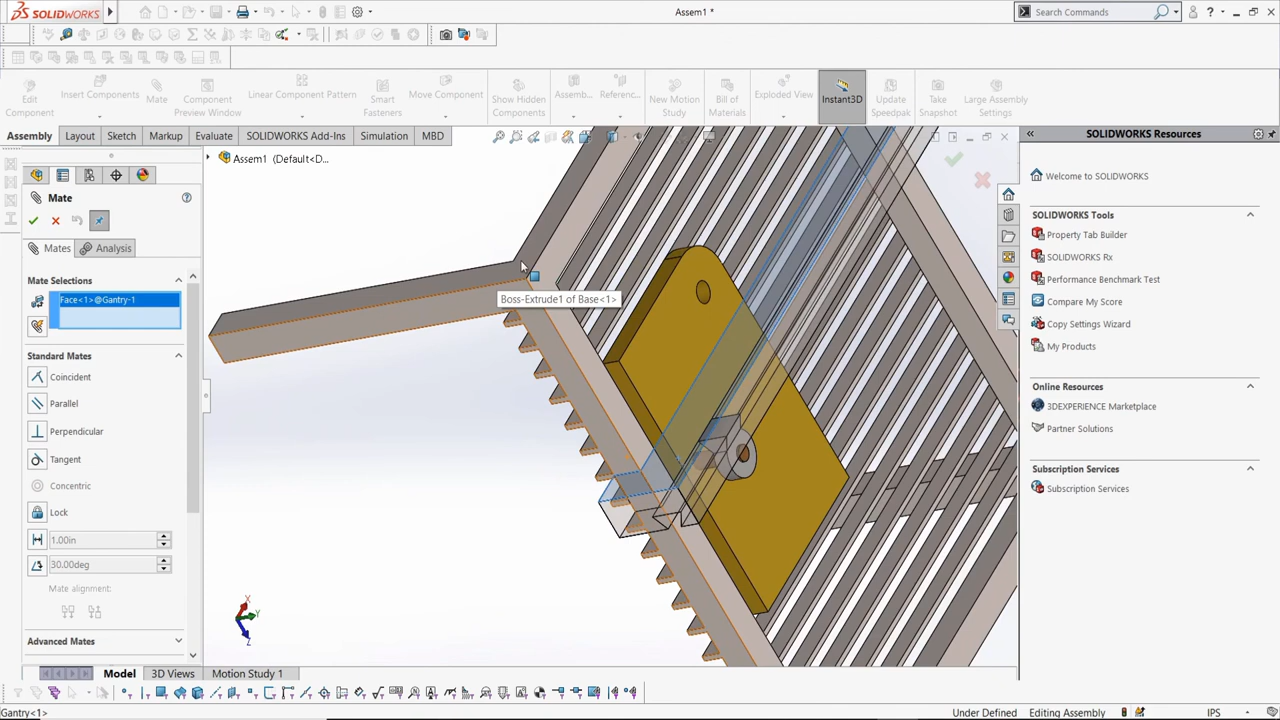 SOLIDWORKS
Assem1 *
Search Commands
Edit Component
Insert Components
Mate
Component Preview Window
Linear Component Pattern
Smart Fasteners
Move Component
Show Hidden Components
Assemb...
Referenc...
New Motion Study
Bill of Materials
Exploded View
Instant3D
Update Speedpak
Take Snapshot
Large Assembly Settings
Assembly
Layout
Sketch
Markup
Evaluate
SOLIDWORKS Add-Ins
Simulation
MBD
Assem1 (Default<D...
Mate
Mates
Analysis
Mate Selections
Face<1>@Gantry-1
Standard Mates
Coincident
Parallel
Perpendicular
Tangent
Concentric
Lock
1.00in
30.00deg
Mate alignment:
Advanced Mates
Boss-Extrude1 of Base<1>
X
Y
Z
SOLIDWORKS Resources
Welcome to SOLIDWORKS
SOLIDWORKS Tools
Property Tab Builder
SOLIDWORKS Rx
Performance Benchmark Test
Compare My Score
Copy Settings Wizard
My Products
Online Resources
3DEXPERIENCE Marketplace
Partner Solutions
Subscription Services
Subscription Services
Model
3D Views
Motion Study 1
Gantry<1>
Under Defined
Editing Assembly
IPS